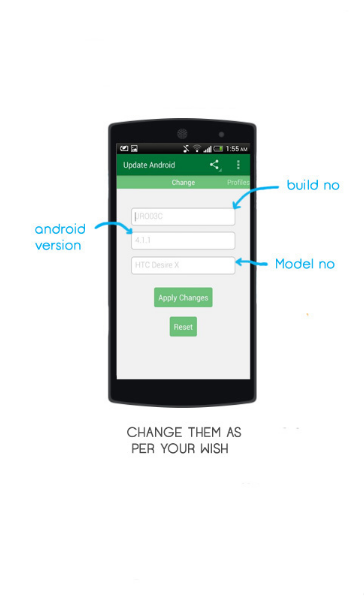 1:55 AM
Update Android
Change
Profiles
build no
JRO03C
android
version
4.1.1
HTC Desire X
Model no
Apply Changes
Reset
CHANGE THEM AS
PER YOUR WISH